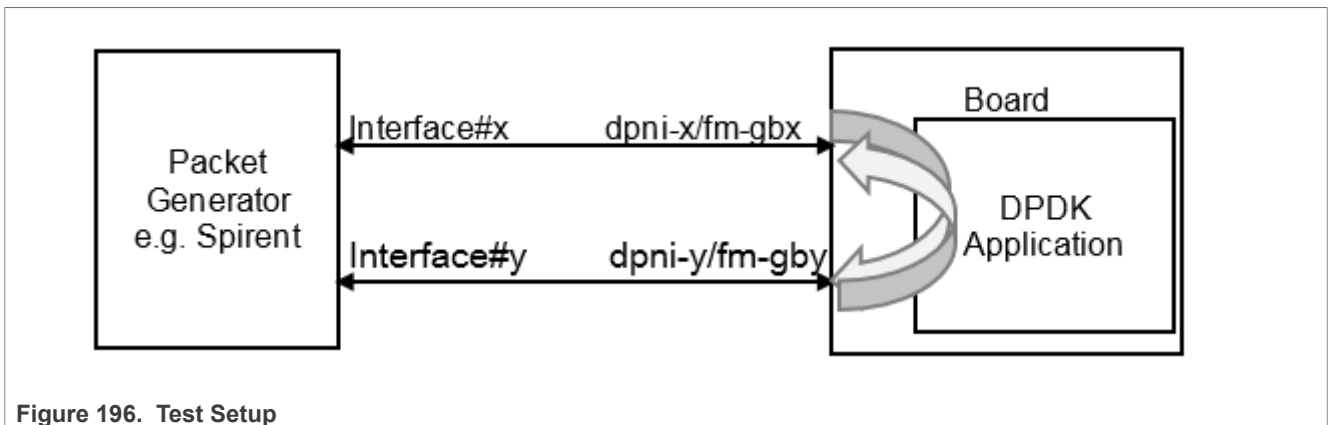 Packet
Generator
e.g. Spirent
Interface#x
dpni-x/fm-gbx
Interface#y
dpni-y/fm-gby
Board
DPDK
Application
Figure 196. Test Setup